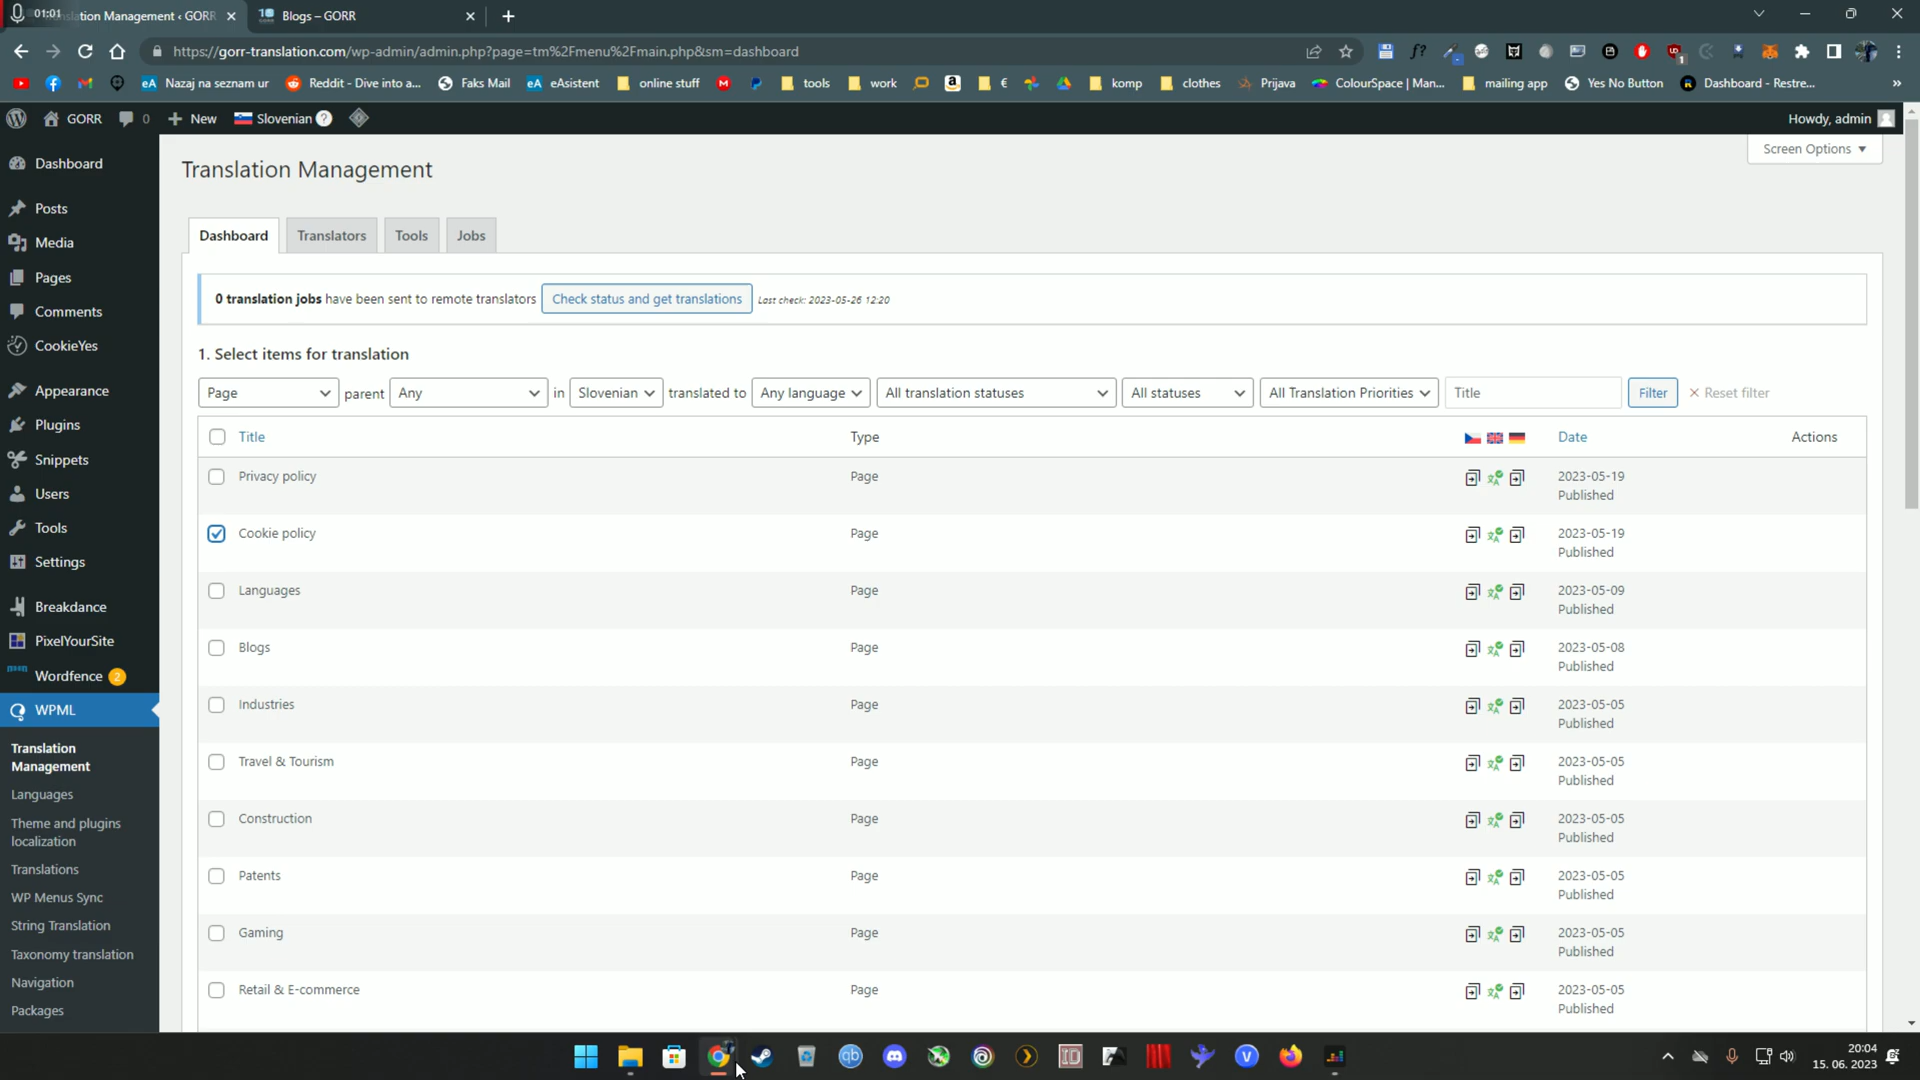 01:01
tion Management ‹ GORR
Blogs – GORR
https://gorr-translation.com/wp-admin/admin.php?page=tm%2Fmenu%2Fmain.php&sm=dashboard
Nazaj na seznam ur
Reddit - Dive into a...
Faks Mail
eAsistent
online stuff
tools
work
€
komp
clothes
Prijava
ColourSpace | Man...
mailing app
Yes No Button
Dashboard - Restre...
GORR
0
New
Slovenian
Howdy, admin
Dashboard
Posts
Media
Pages
Comments
CookieYes
Appearance
Plugins
Snippets
Users
Tools
Settings
Breakdance
PixelYourSite
Wordfence 2
WPML
Translation
Management
Languages
Theme and plugins
localization
Translations
WP Menus Sync
String Translation
Taxonomy translation
Navigation
Packages
Translation Management
Screen Options
Dashboard
Translators
Tools
Jobs
0 translation jobs have been sent to remote translators Check status and get translations Last check: 2023-05-26 12:20
1. Select items for translation
Page parent Any in Slovenian translated to Any language All translation statuses All statuses All Translation Priorities Title Filter × Reset filter
Title Type Date Actions
Privacy policy Page 2023-05-19
Published
Cookie policy Page 2023-05-19
Published
Languages Page 2023-05-09
Published
Blogs Page 2023-05-08
Published
Industries Page 2023-05-05
Published
Travel & Tourism Page 2023-05-05
Published
Construction Page 2023-05-05
Published
Patents Page 2023-05-05
Published
Gaming Page 2023-05-05
Published
Retail & E-commerce Page 2023-05-05
Published
20:04
15. 06. 2023